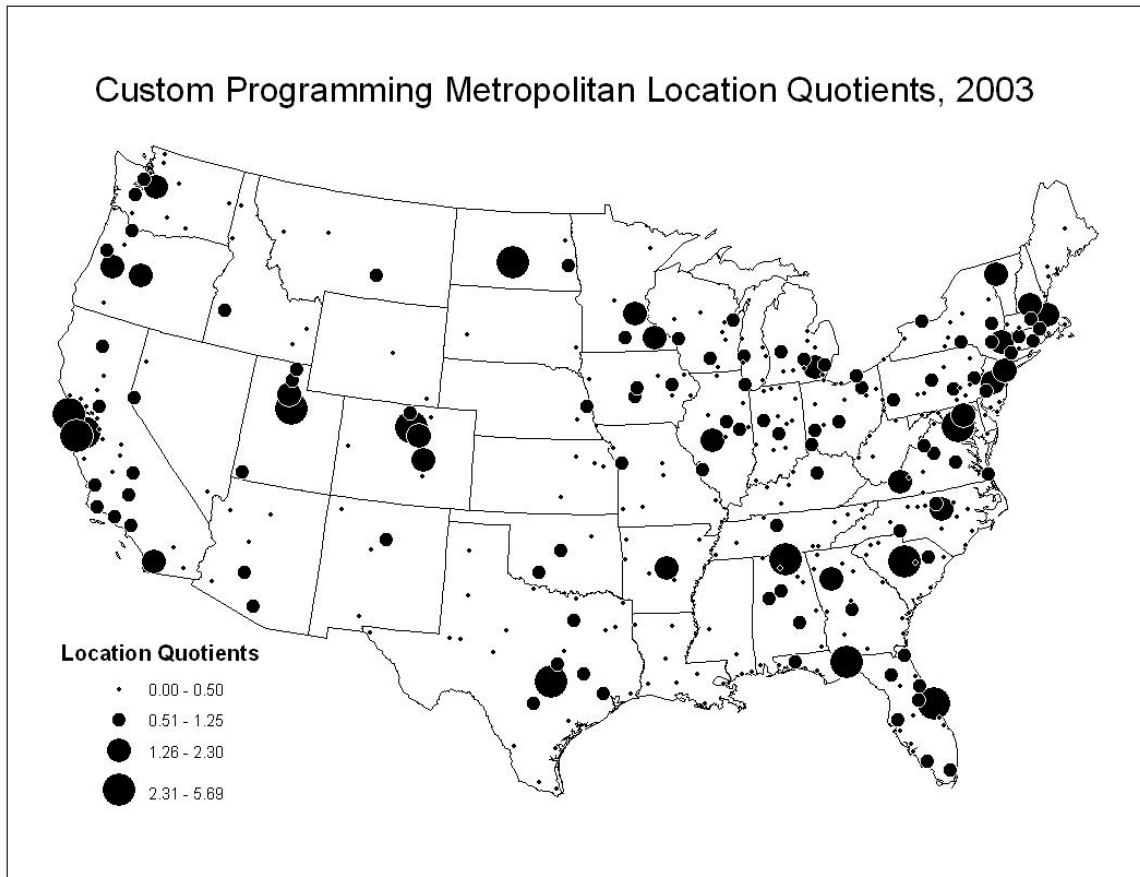 Custom Programming Metropolitan Location Quotients, 2003
Location Quotients
0.00 - 0.50
0.51 - 1.25
1.26 - 2.30
2.31 - 5.69